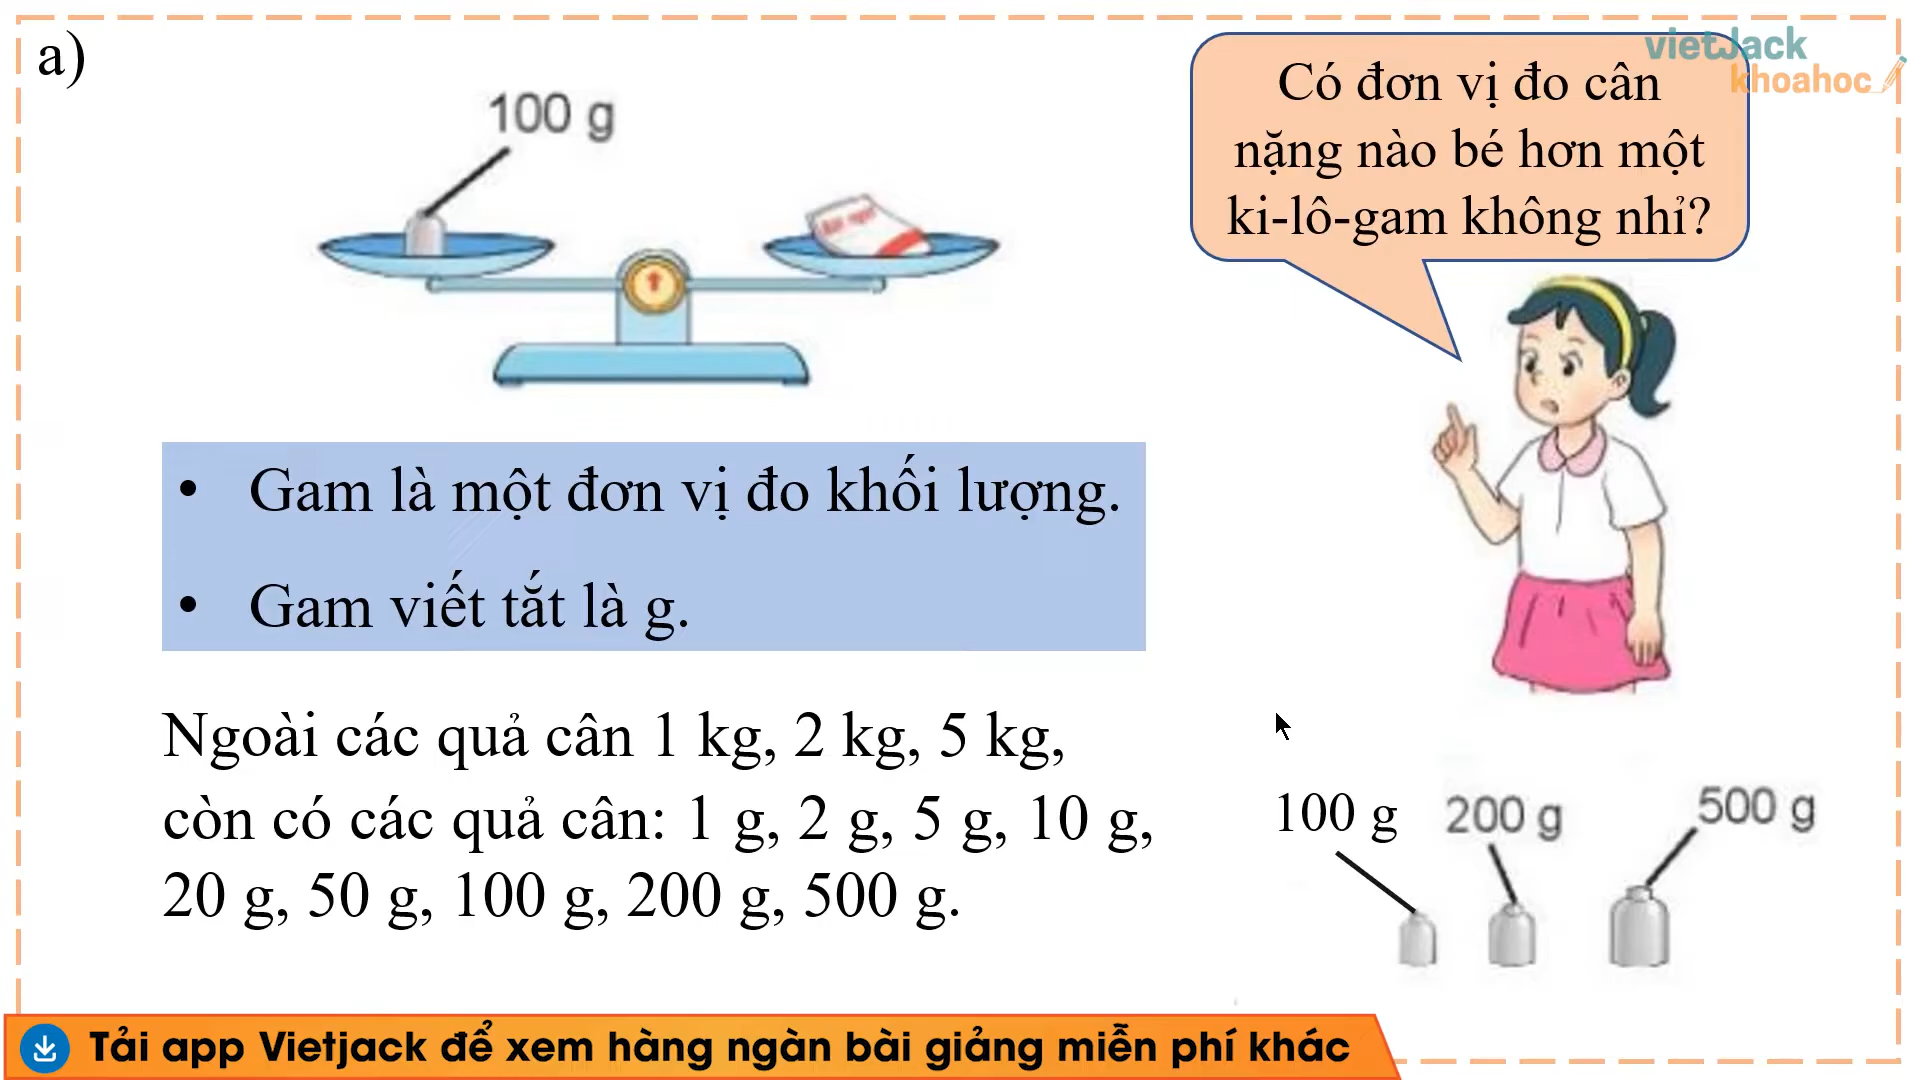 a)
100 g
Có đơn vị đo cân
nặng nào bé hơn một
ki-lô-gam không nhỉ?
vietJack
khoahoc
• Gam là một đơn vị đo khối lượng.
• Gam viết tắt là g.
Ngoài các quả cân 1 kg, 2 kg, 5 kg,
còn có các quả cân: 1 g, 2 g, 5 g, 10 g,
20 g, 50 g, 100 g, 200 g, 500 g.
100 g
200 g
500 g
Tải app Vietjack để xem hàng ngàn bài giảng miễn phí khác